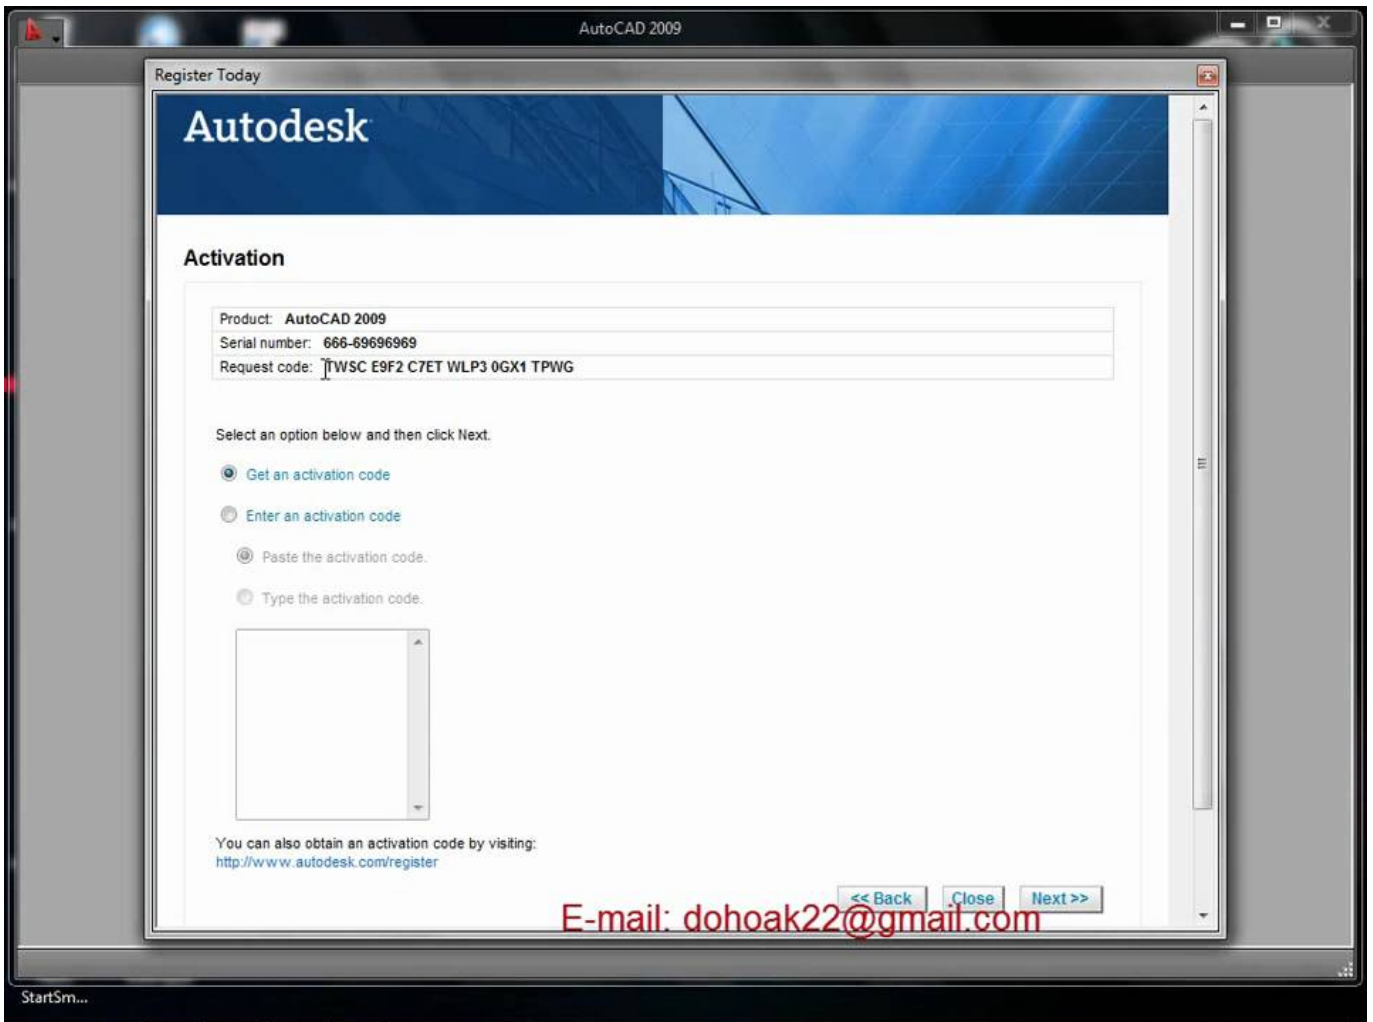 AutoCAD 2009
Register Today
Autodesk
Activation
Product: AutoCAD 2009
Serial number: 666-69696969
Request code: TWSC E9F2 C7ET WLP3 0GX1 TPWG
Select an option below and then click Next.
Get an activation code
Enter an activation code
Paste the activation code.
Type the activation code.
You can also obtain an activation code by visiting:
http://www.autodesk.com/register
<< Back Close Next >>
E-mail: dohoak22@gmail.com
StartSm...